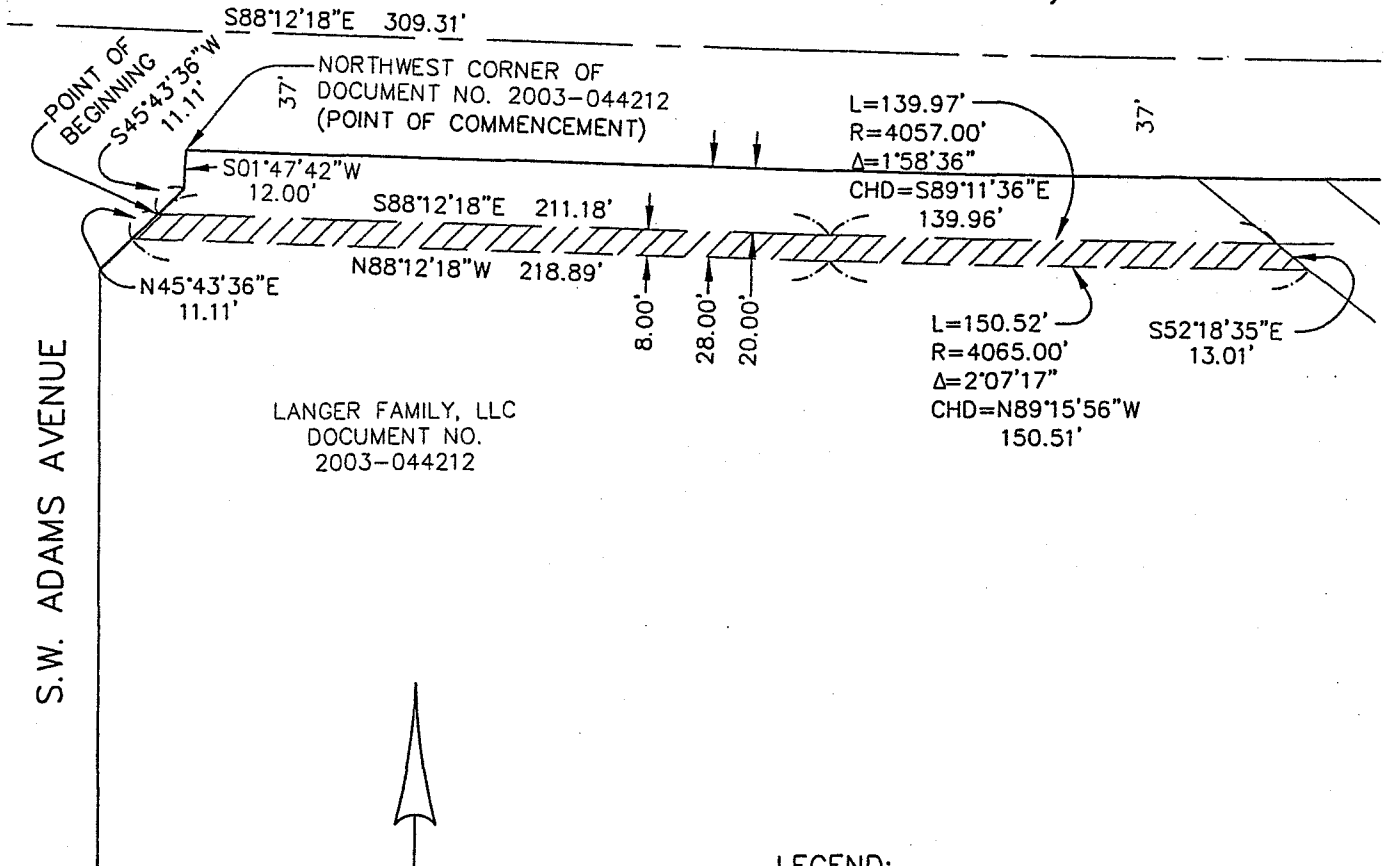 S88°12'18"E 309.31'
POINT OF
BEGINNING
S45°43'36"W
11.11'
37'
NORTHWEST CORNER OF
DOCUMENT NO. 2003-044212
(POINT OF COMMENCEMENT)
L=139.97'
R=4057.00'
Δ=1°58'36"
CHD=S89°11'36"E
139.96'
37'
S01°47'42"W
12.00'
S88°12'18"E 211.18'
N88°12'18"W 218.89'
N45°43'36"E
11.11'
8.00'
28.00'
20.00'
L=150.52'
R=4065.00'
Δ=2°07'17"
CHD=N89°15'56"W
150.51'
S52°18'35"E
13.01'
LANGER FAMILY, LLC
DOCUMENT NO.
2003-044212
S.W. ADAMS AVENUE
LEGEND: